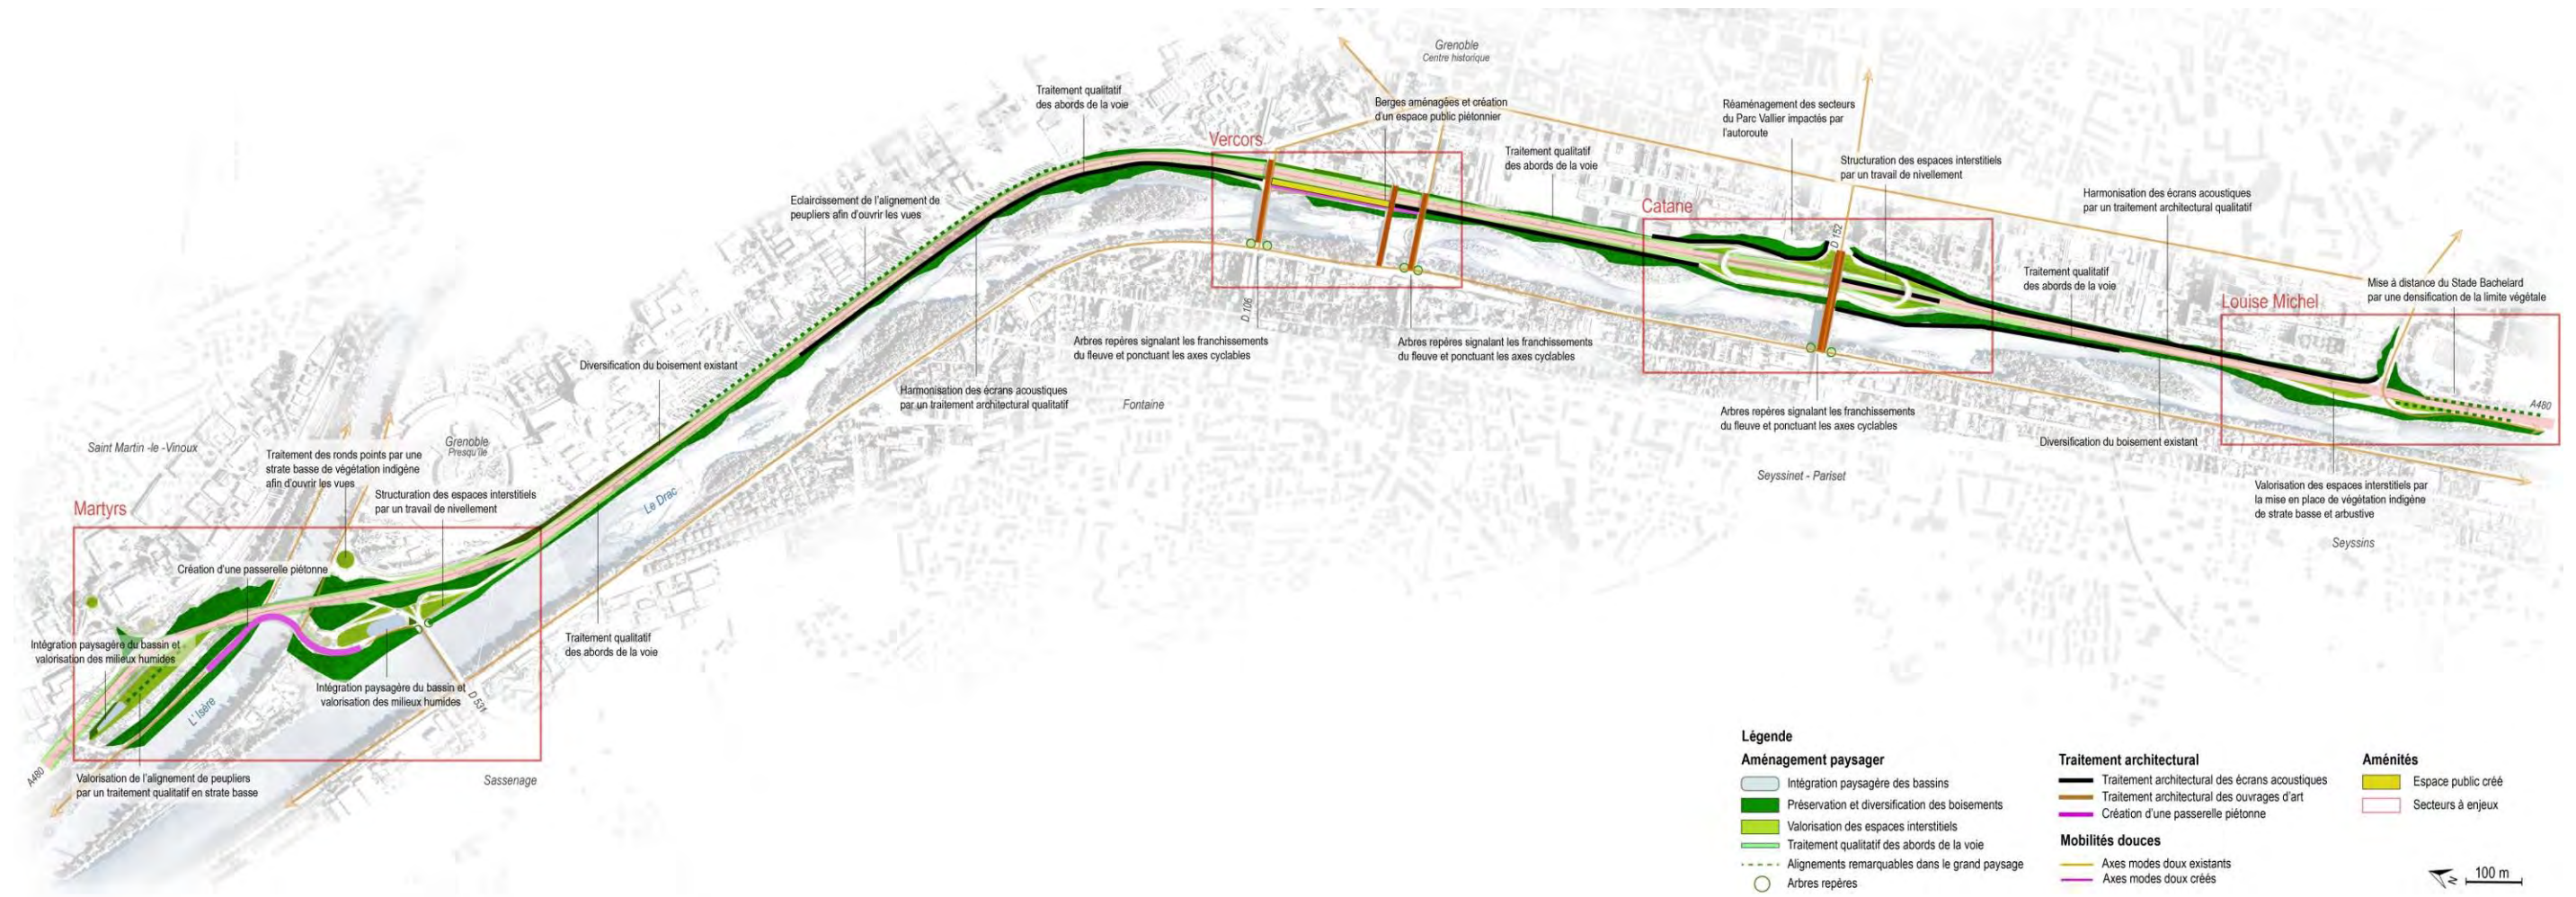 Grenoble
Centre historique
Traitement qualitatif
des abords de la voie
Berges aménagées et création
d'un espace public piétonnier
Réaménagement des secteurs
du Parc Vallier impactés par
l'autoroute
Vercors
Traitement qualitatif
des abords de la voie
Structuration des espaces interstitiels
par un travail de nivellement
Harmonisation des écrans acoustiques
par un traitement architectural qualitatif
Eclaircissement de l'alignement de
peupliers afin d'ouvrir les vues
Catane
D 152
Traitement qualitatif
des abords de la voie
Mise à distance du Stade Bachelard
par une densification de la limite végétale
Louise Michel
D 106
Arbres repères signalant les franchissements
du fleuve et ponctuant les axes cyclables
Arbres repères signalant les franchissements
du fleuve et ponctuant les axes cyclables
Diversification du boisement existant
Harmonisation des écrans acoustiques
par un traitement architectural qualitatif
Fontaine
Arbres repères signalant les franchissements
du fleuve et ponctuant les axes cyclables
A480
Diversification du boisement existant
Saint Martin -le -Vinoux
Grenoble
Presqu'île
Traitement des ronds points par une
strate basse de végétation indigène
afin d'ouvrir les vues
Structuration des espaces interstitiels
par un travail de nivellement
Le Drac
Seyssinet - Pariset
Valorisation des espaces interstitiels par
la mise en place de végétation indigène
de strate basse et arbustive
Seyssins
Martyrs
Création d'une passerelle piétonne
Intégration paysagère du bassin et
valorisation des milieux humides
Traitement qualitatif
des abords de la voie
Intégration paysagère du bassin et
valorisation des milieux humides
D 531
L' Isère
A480
Valorisation de l'alignement de peupliers
par un traitement qualitatif en strate basse
Sassenage
Légende
Aménagement paysager
Intégration paysagère des bassins
Préservation et diversification des boisements
Valorisation des espaces interstitiels
Traitement qualitatif des abords de la voie
Alignements remarquables dans le grand paysage
Arbres repères
Traitement architectural
Traitement architectural des écrans acoustiques
Traitement architectural des ouvrages d'art
Création d'une passerelle piétonne
Mobilités douces
Axes modes doux existants
Axes modes doux créés
Aménités
Espace public créé
Secteurs à enjeux
N
100 m